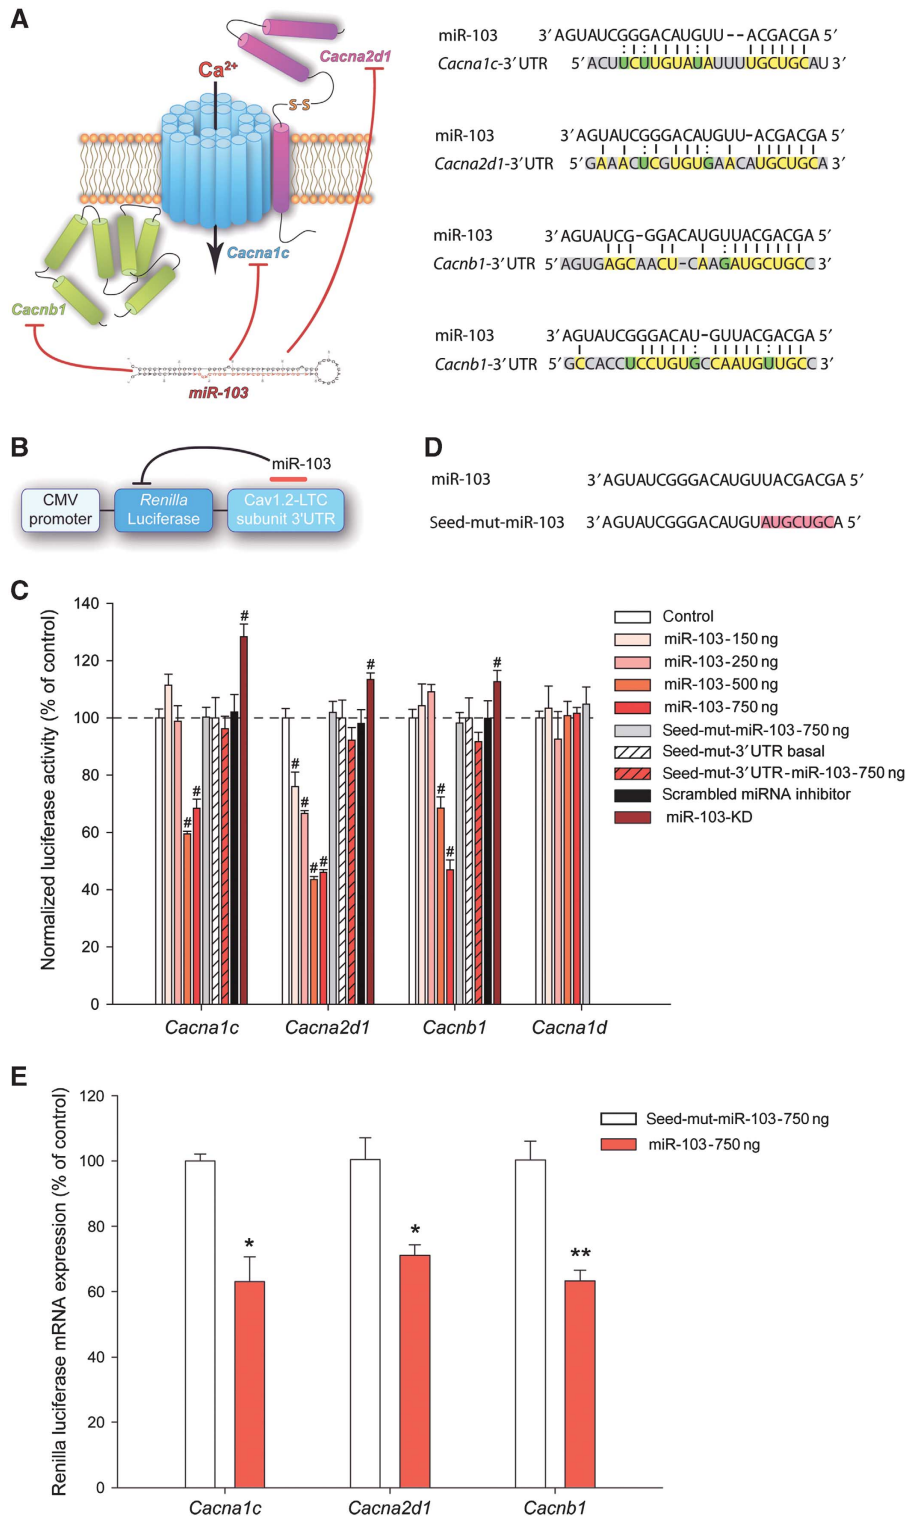 A
Cacna2d1
Ca2+
S-S
Cacna1c
Cacnb1
miR-103
miR-103 3′ AGUAUCGGGACAUGUU--ACGACGA 5′
Cacna1c-3′ UTR 5′ ACUUCUUGUAUAUUUUGCUGCAU 3′
miR-103 3′ AGUAUCGGGACAUGUU-ACGACGA 5′
Cacna2d1-3′ UTR 5′ GAAACUCGUGUGAACAUGCUGCA 3′
miR-103 3′ AGUAUCG-GGACAUGUUACGACGA 5′
Cacnb1-3′ UTR 5′ AGUGAGCAACU-CAAGAUGCUGCC 3′
miR-103 3′ AGUAUCGGGACAU-GUUACGACGA 5′
Cacnb1-3′ UTR 5′ GCCACCUCCUGUGCCAAUGUUGCC 3′
B
miR-103
CMV
promoter
Renilla
Luciferase
Cav1.2-LTC
subunit 3'UTR
D
miR-103 3′ AGUAUCGGGACAUGUUACGACGA 5′
Seed-mut-miR-103 3′ AGUAUCGGGACAUGUAUGCUGCA 5′
C
Normalized luciferase activity (% of control)
140
120
100
80
60
40
20
0
# # # # # # # # # # #
Cacna1c Cacna2d1 Cacnb1 Cacna1d
Control
miR-103-150 ng
miR-103-250 ng
miR-103-500 ng
miR-103-750 ng
Seed-mut-miR-103-750 ng
Seed-mut-3′ UTR basal
Seed-mut-3′ UTR-miR-103-750 ng
Scrambled miRNA inhibitor
miR-103-KD
E
Renilla luciferase mRNA expression (% of control)
120
100
80
60
40
20
0
* * **
Cacna1c Cacna2d1 Cacnb1
Seed-mut-miR-103-750 ng
miR-103-750 ng